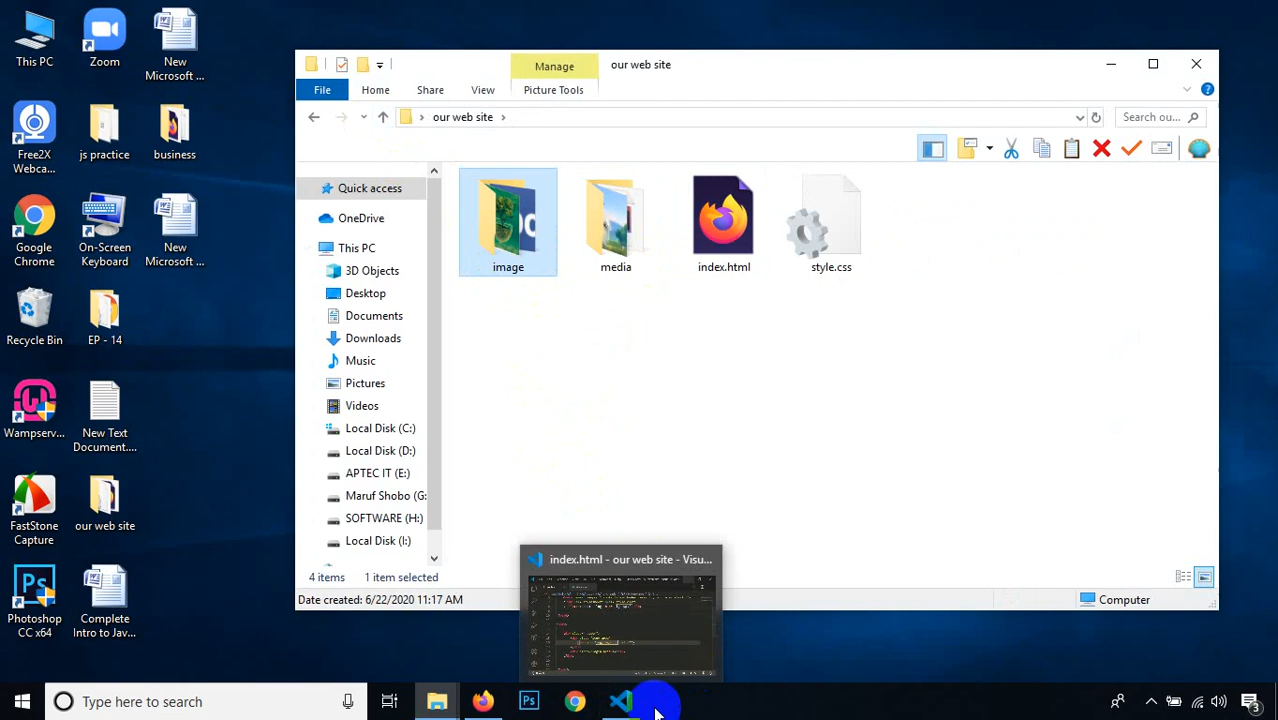 This PC
Zoom
New
Microsoft ...
Free2X
Webca...
js practice
business
Google
Chrome
On-Screen
Keyboard
New
Microsoft ...
Recycle Bin
EP - 14
Wampserv...
New Text
Document....
FastStone
Capture
our web site
Photoshop
CC x64
Complete
Intro to Jav...
Manage
our web site
File
Home
Share
View
Picture Tools
our web site
Search ou...
Quick access
OneDrive
This PC
3D Objects
Desktop
Documents
Downloads
Music
Pictures
Videos
Local Disk (C:)
Local Disk (D:)
APTEC IT (E:)
Maruf Shobo (G:
SOFTWARE (H:)
Local Disk (I:)
image
media
index.html
style.css
4 items
1 item selected
Date created: 6/22/2020 11:17 AM
Computer
index.html - our web site - Visu...
Type here to search
3